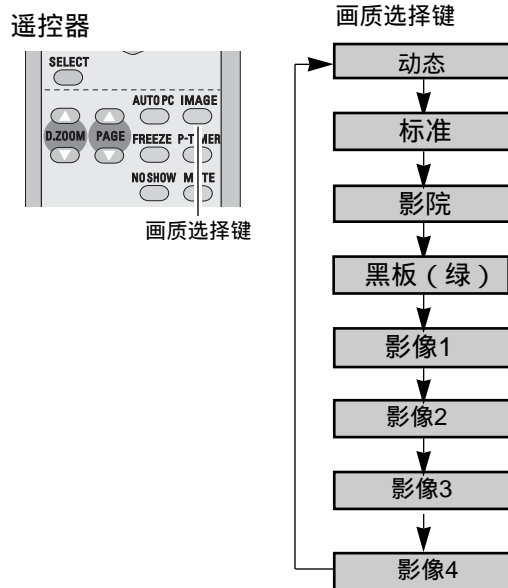 遥控器
SELECT
AUTO PC IMAGE
D.ZOOM PAGE FREEZE P-TIMER
NO SHOW MUTE
画质选择键
画质选择键
动态
标准
影院
黑板（绿）
影像1
影像2
影像3
影像4